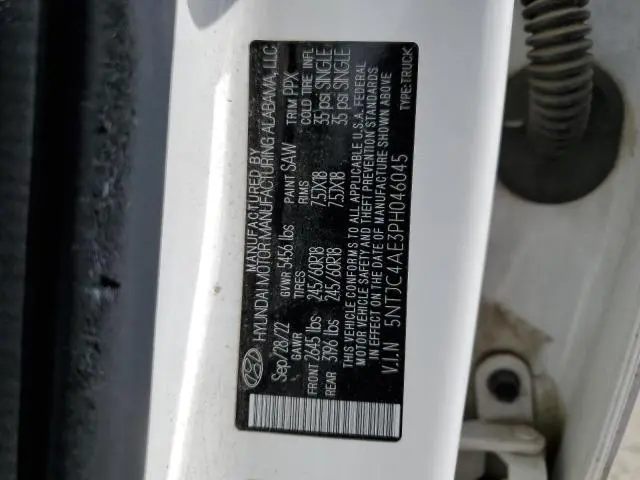 MANUFACTURED BY
HYUNDAI MOTOR MANUFACTURING ALABAMA, LLC
Sep/28/22 GVWR 5456 lbs PAINT SAW TRIM PPX
GAWR TIRES RIMS COLD TIRE INFL
FRONT 2645 lbs 245/60R18 7.5JX18 35 psi SINGLE
REAR 3196 lbs 245/60R18 7.5JX18 35 psi SINGLE
THIS VEHICLE CONFORMS TO ALL APPLICABLE U.S.A. FEDERAL
MOTOR VEHICLE SAFETY AND THEFT PREVENTION STANDARDS
IN EFFECT ON THE DATE OF MANUFACTURE SHOWN ABOVE
V.I.N 5NTJC4AE3PH046045 TYPE:TRUCK